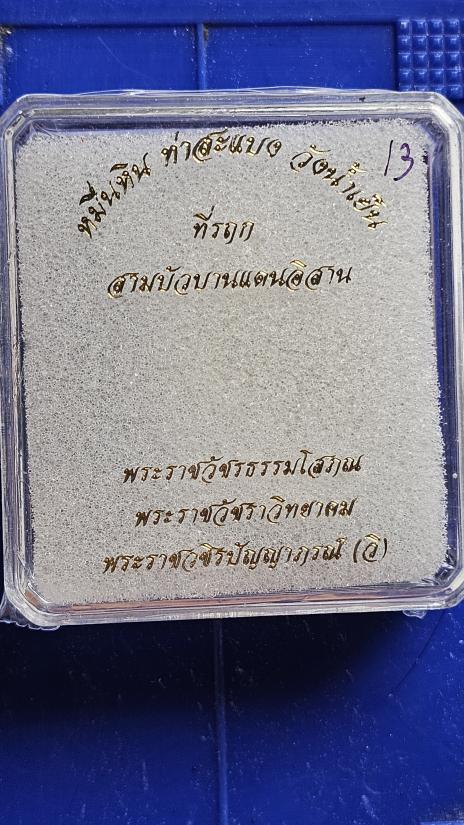 หมื่นหิน ท่าสะแบง วังน้ำเย็น
13
ที่รฤก
สามบัวบานแดนอิสาน
พระราชวัชรธรรมโสภณ
พระราชวัชราวิทยาคม
พระราชวชิรปัญญาภรณ์ (วิ)